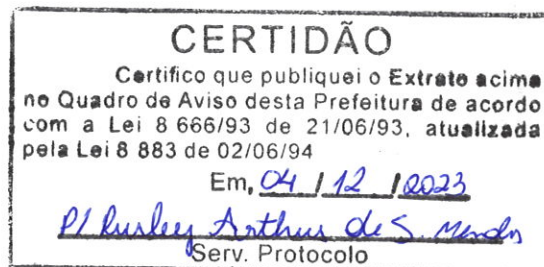 CERTIDÃO
Certifico que publiquei o Extrato acima
no Quadro de Aviso desta Prefeitura de acordo
com a Lei 8 666/93 de 21/06/93, atualizada
pela Lei 8 883 de 02/06/94
Em, 04 / 12 / 2023
P/ Arthur de S. Mendes
Serv. Protocolo